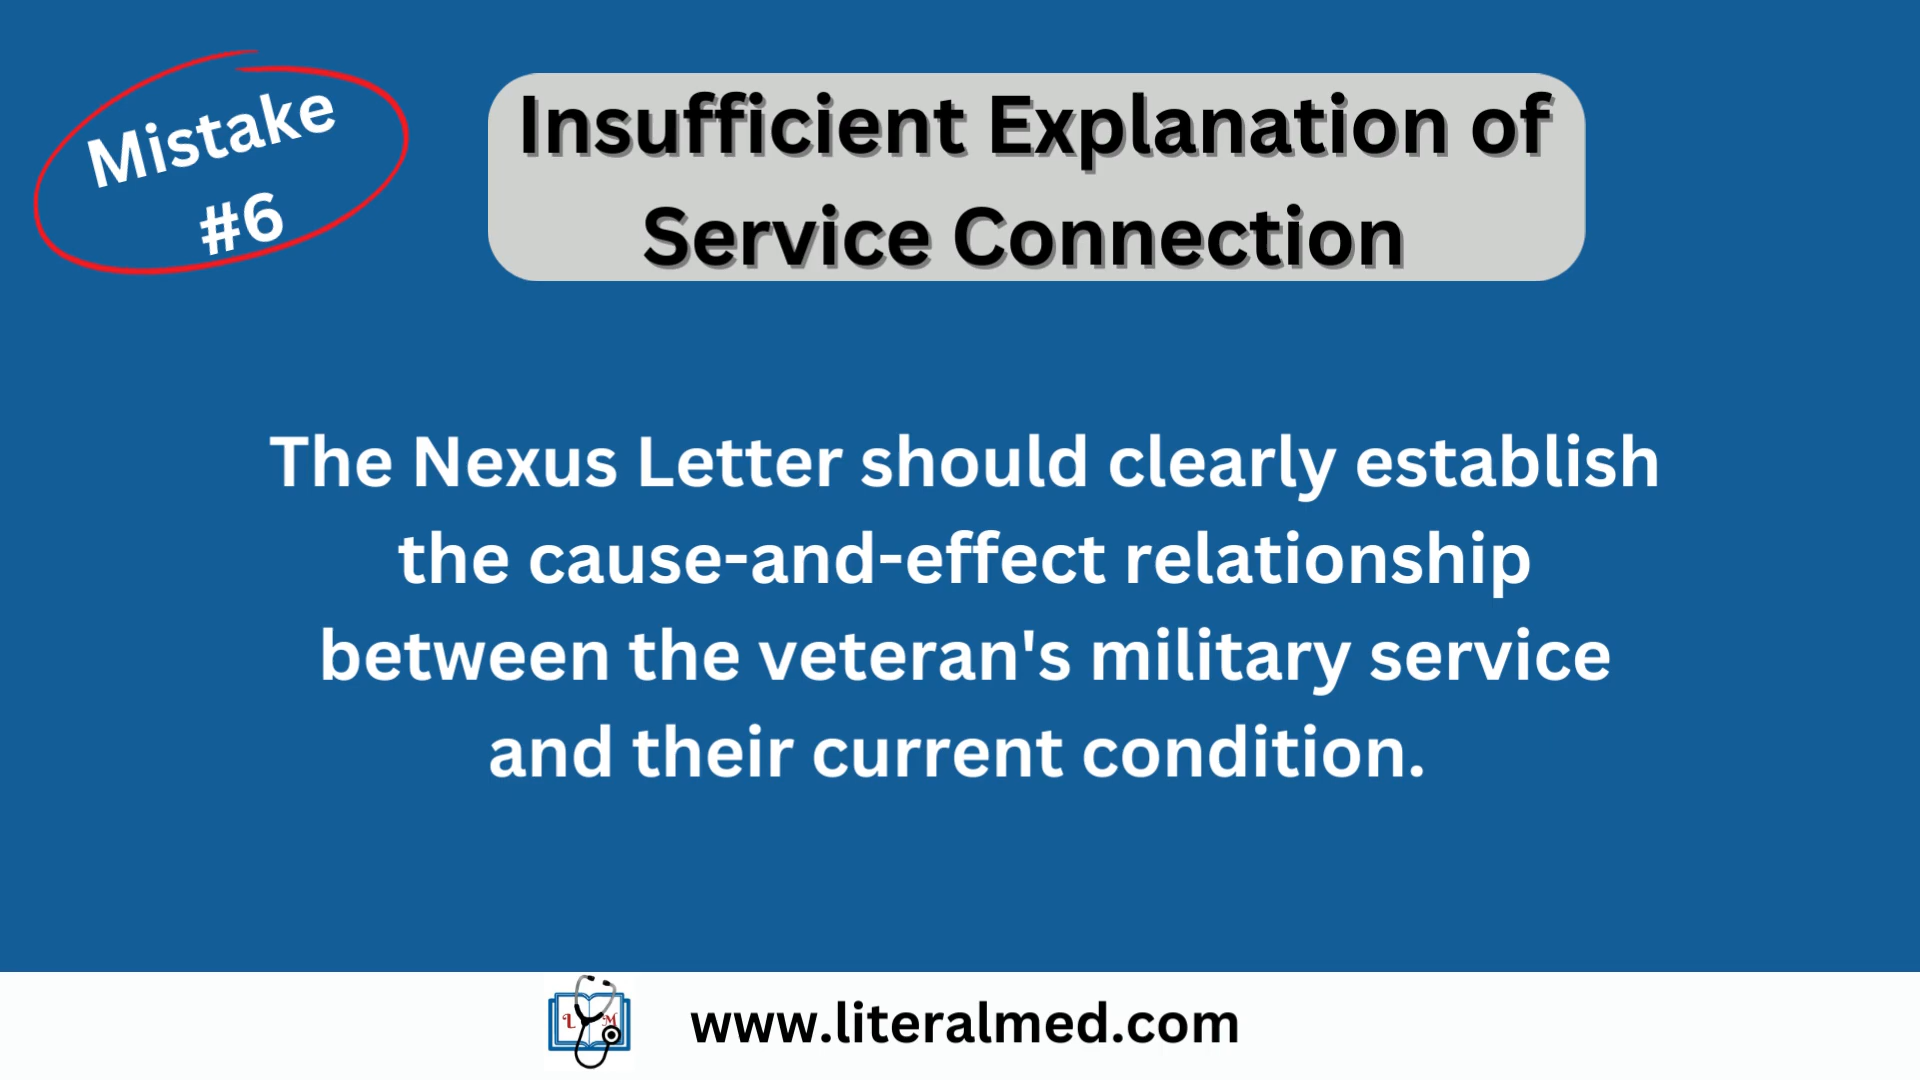 Mistake
#6
Insufficient Explanation of
Service Connection
The Nexus Letter should clearly establish
the cause-and-effect relationship
between the veteran's military service
and their current condition.
L M
www.literalmed.com